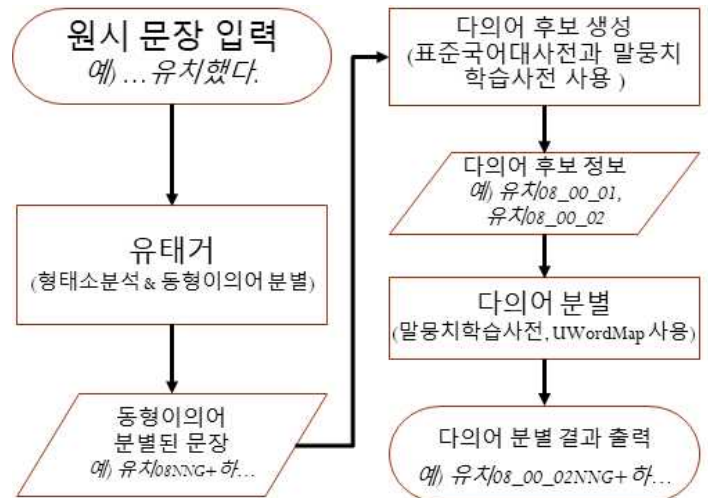 원시 문장 입력
예) ...유치했다.
유태거
(형태소분석 & 동형이의어 분별)
동형이의어
분별된 문장
예) 유치08NNG+하...
다의어 후보 생성
(표준국어대사전과 말뭉치
학습사전 사용 )
다의어 후보 정보
예) 유치08_00_01,
유치08_00_02
다의어 분별
(말뭉치학습사전, UWordMap 사용)
다의어 분별 결과 출력
예) 유치08_00_02NNG+하...